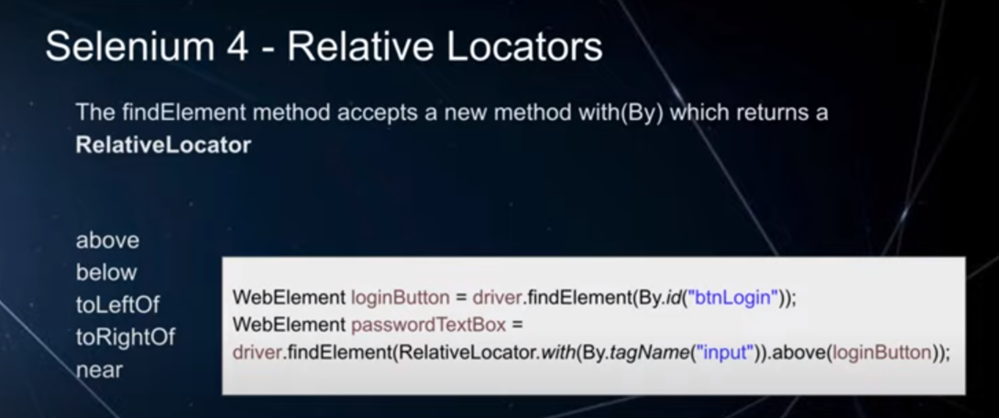 Selenium 4 - Relative Locators
The findElement method accepts a new method with(By) which returns a
RelativeLocator
above
below
toLeftOf
toRightOf
near
WebElement loginButton = driver.findElement(By.id("btnLogin"));
WebElement passwordTextBox =
driver.findElement(RelativeLocator.with(By.tagName("input")).above(loginButton));